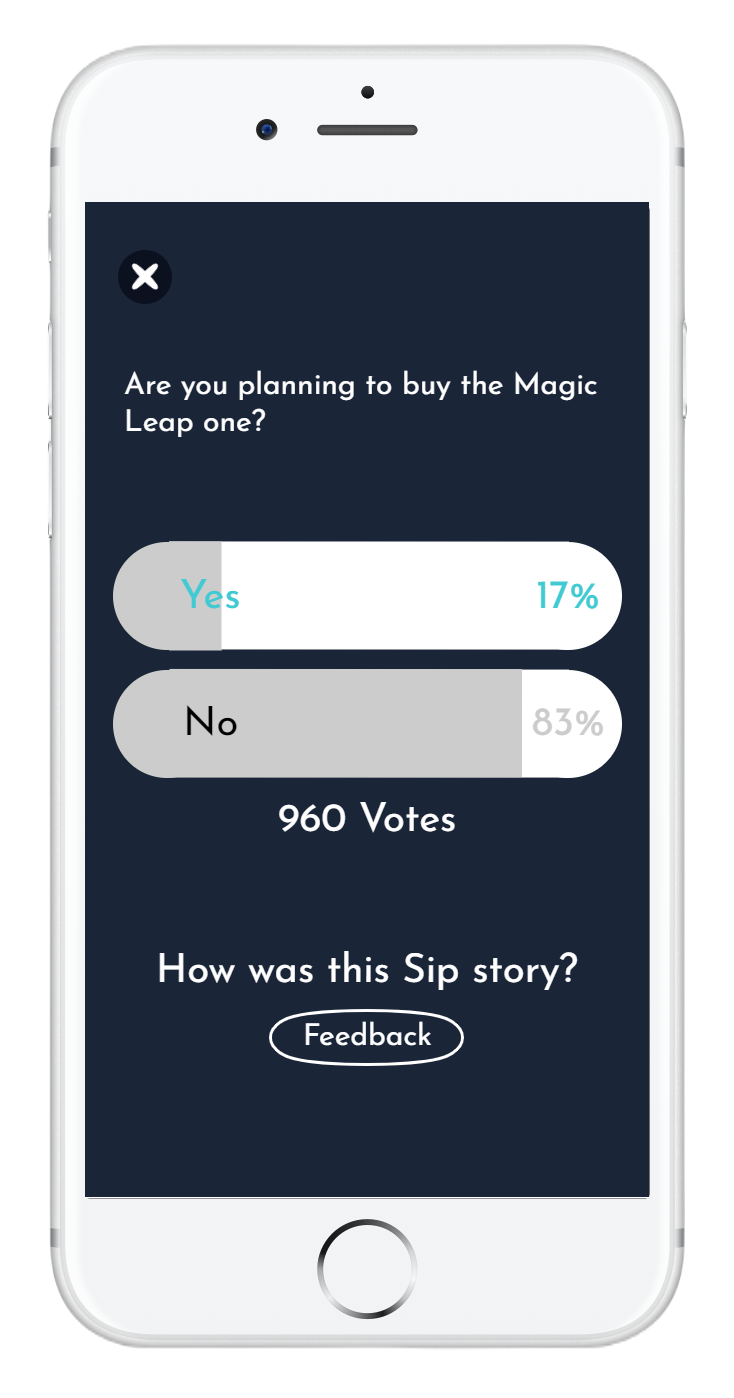 Are you planning to buy the Magic
Leap one?
Yes 17%
No 83%
960 Votes
How was this Sip story?
Feedback